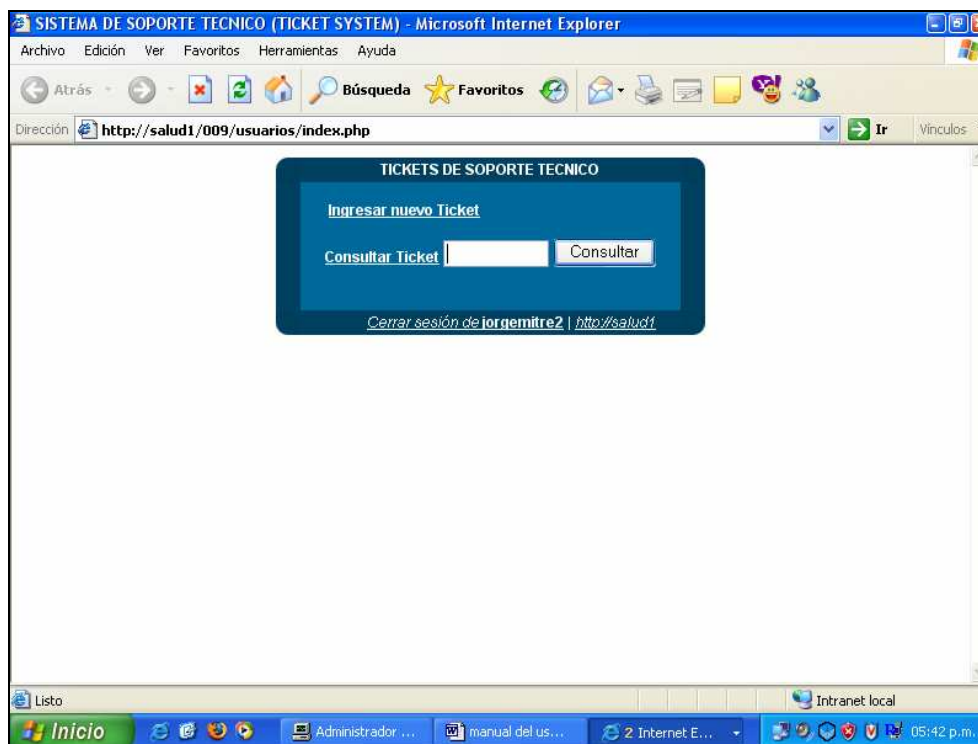 SISTEMA DE SOPORTE TECNICO (TICKET SYSTEM) - Microsoft Internet Explorer
Archivo Edición Ver Favoritos Herramientas Ayuda
Atrás Búsqueda Favoritos
Dirección http://salud1/009/usuarios/index.php Ir Vínculos
TICKETS DE SOPORTE TECNICO
Ingresar nuevo Ticket
Consultar Ticket Consultar
Cerrar sesión de jorgemitre2 | http://salud1
Listo Intranet local
Inicio Administrador ... manual del us... 2 Internet E... 05:42 p.m.